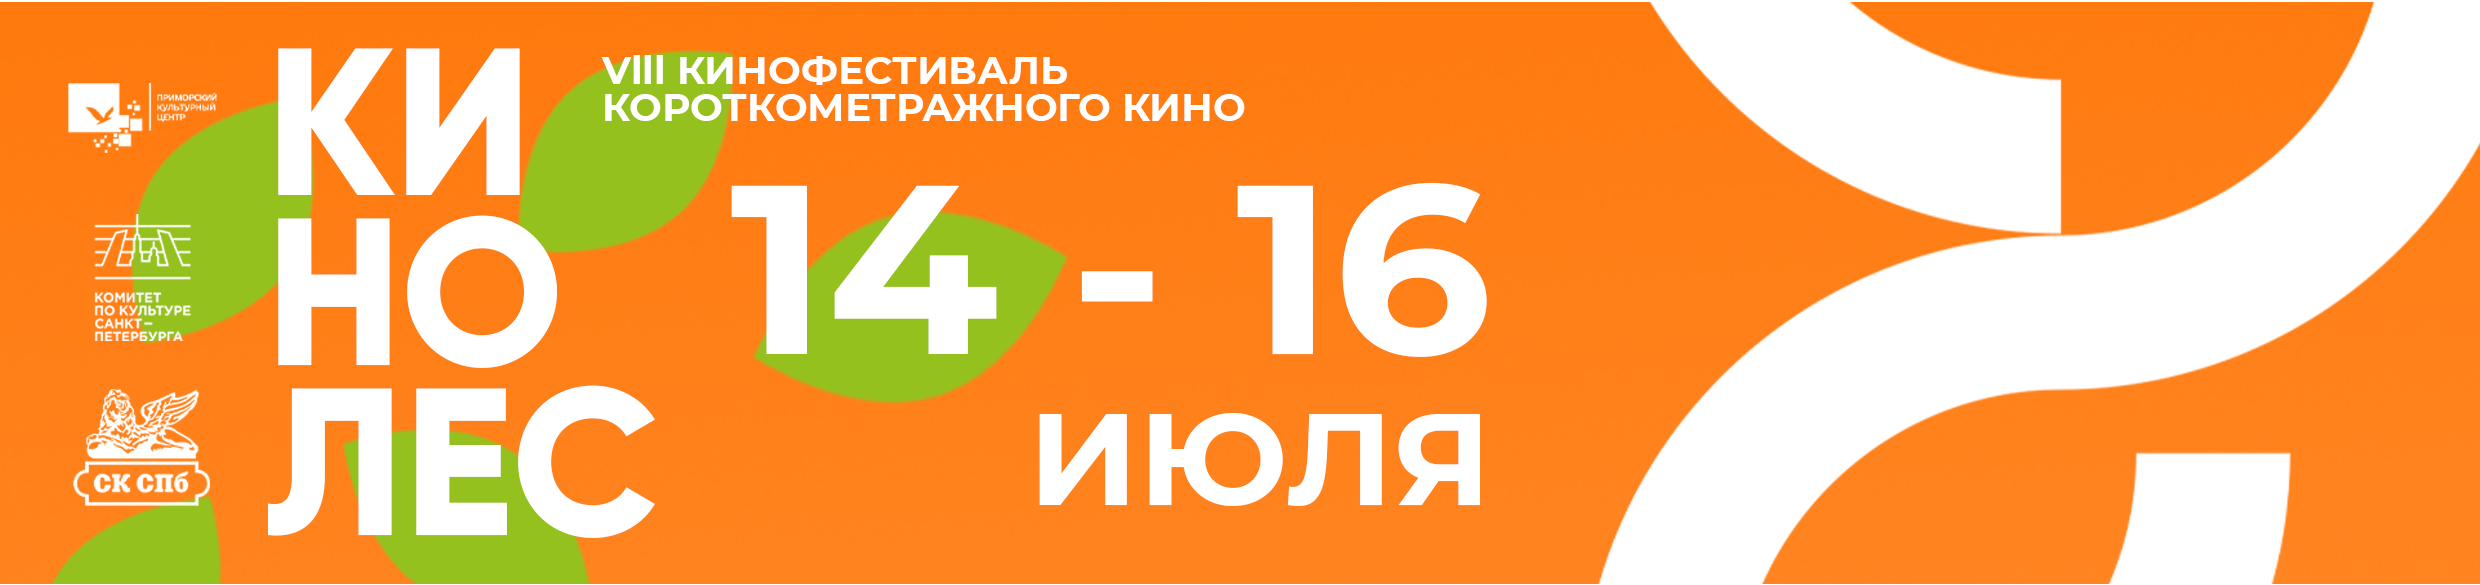 ПРИМОРСКИЙ
КУЛЬТУРНЫЙ
ЦЕНТР
КОМИТЕТ
ПО КУЛЬТУРЕ
САНКТ–
ПЕТЕРБУРГА
СК СПб
КИ
НО
ЛЕС
VIII КИНОФЕСТИВАЛЬ
КОРОТКОМЕТРАЖНОГО КИНО
14 - 16
ИЮЛЯ